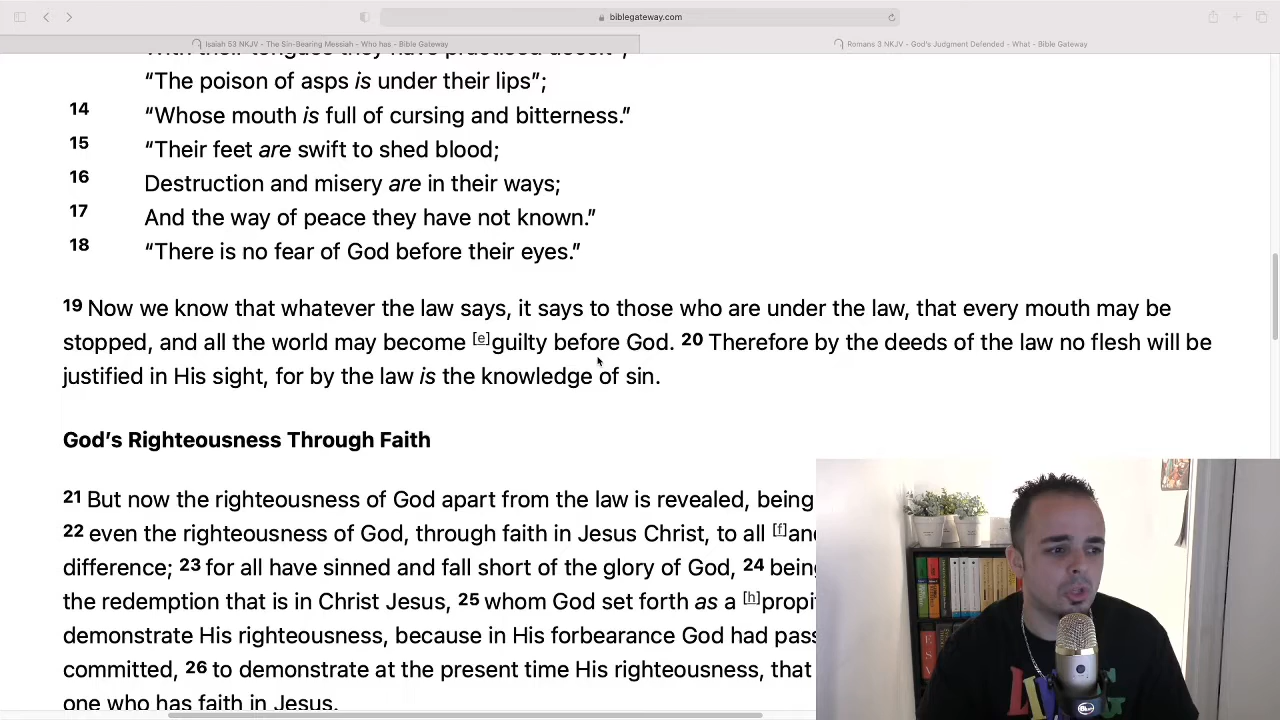 biblegateway.com
Isaiah 53 NKJV - The Sin-Bearing Messiah - Who has - Bible Gateway
Romans 3 NKJV - God's Judgment Defended - What - Bible Gateway
“With their tongues they have practiced deceit”;
“The poison of asps is under their lips”;
14 “Whose mouth is full of cursing and bitterness.”
15 “Their feet are swift to shed blood;
16 Destruction and misery are in their ways;
17 And the way of peace they have not known.”
18 “There is no fear of God before their eyes.”
19 Now we know that whatever the law says, it says to those who are under the law, that every mouth may be
stopped, and all the world may become [e]guilty before God. 20 Therefore by the deeds of the law no flesh will be
justified in His sight, for by the law is the knowledge of sin.
God’s Righteousness Through Faith
21 But now the righteousness of God apart from the law is revealed, being
22 even the righteousness of God, through faith in Jesus Christ, to all [f]and
difference; 23 for all have sinned and fall short of the glory of God, 24 being
the redemption that is in Christ Jesus, 25 whom God set forth as a [h]propit
demonstrate His righteousness, because in His forbearance God had pass
committed, 26 to demonstrate at the present time His righteousness, that
one who has faith in Jesus.